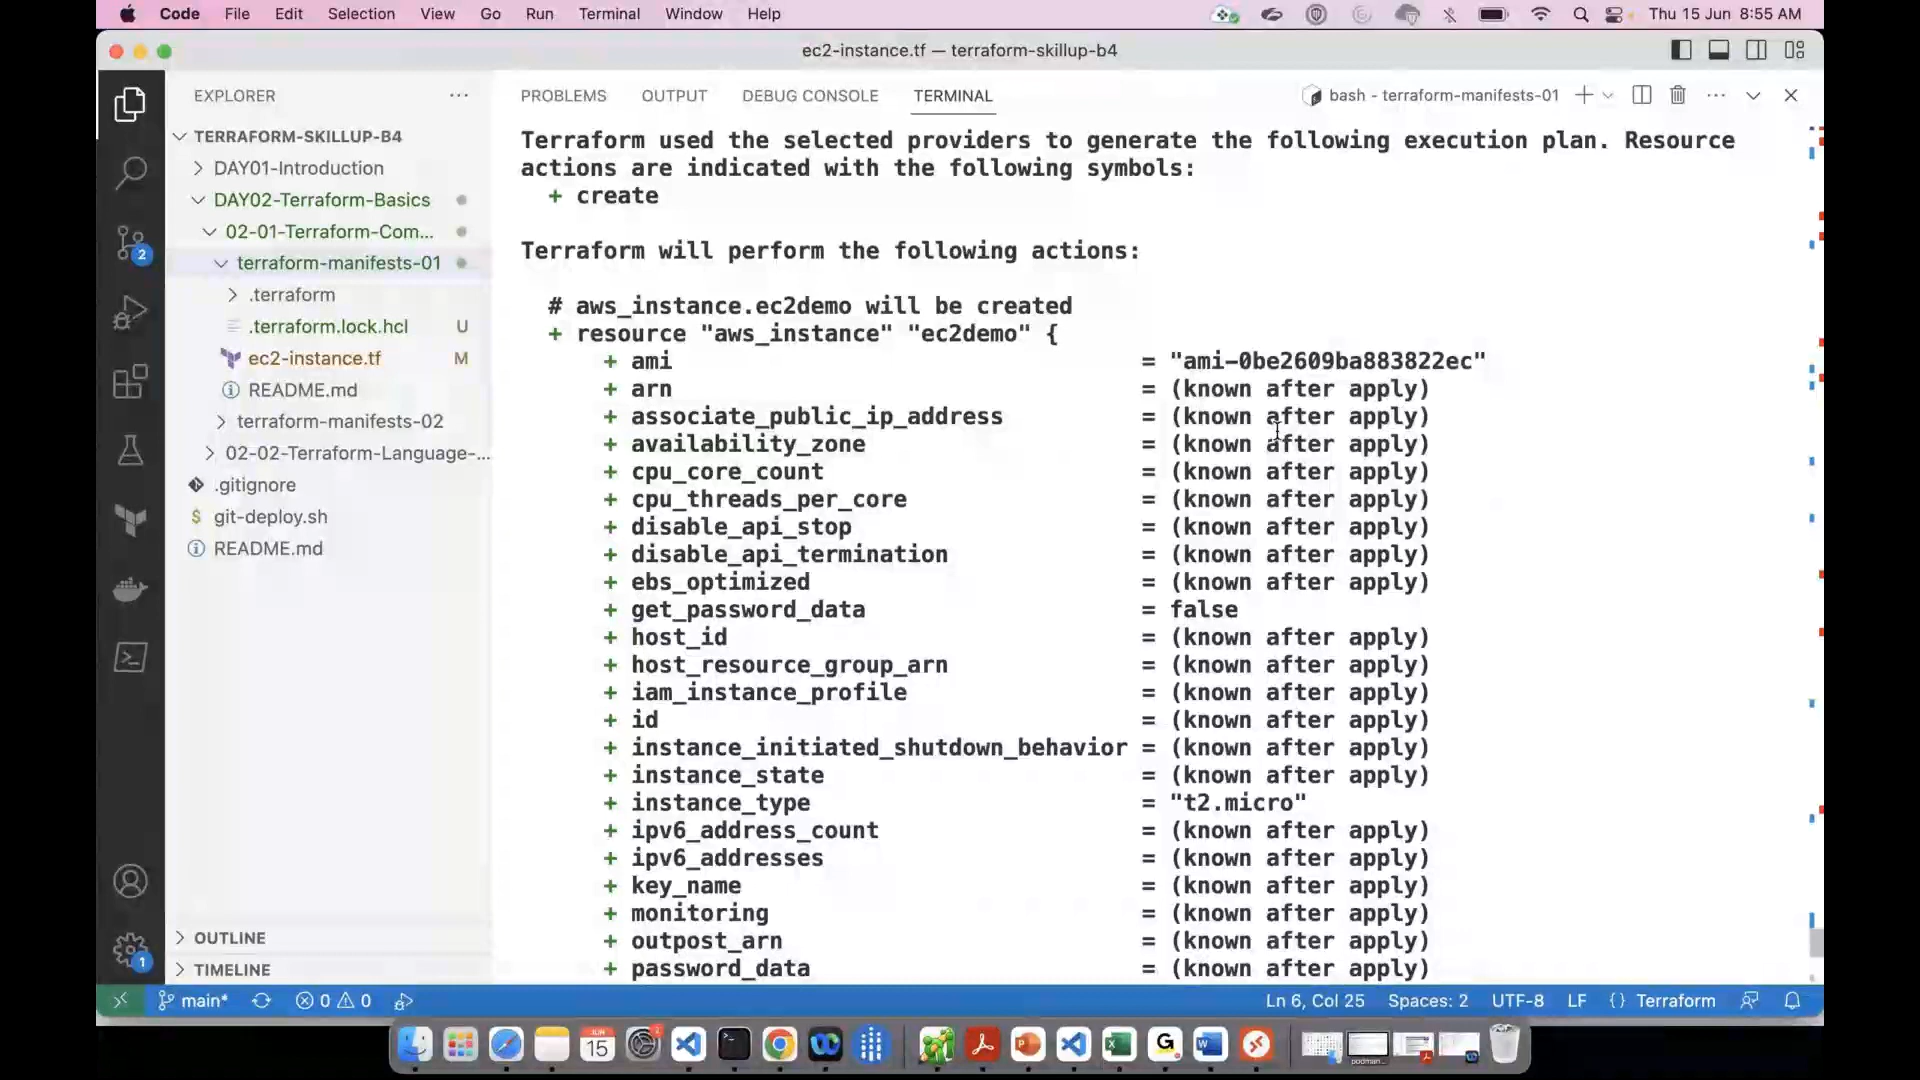 Code File Edit Selection View Go Run Terminal Window Help Thu 15 Jun 8:55 AM
ec2-instance.tf — terraform-skillup-b4
EXPLORER
TERRAFORM-SKILLUP-B4
DAY01-Introduction
DAY02-Terraform-Basics
02-01-Terraform-Com...
terraform-manifests-01
.terraform
.terraform.lock.hcl U
ec2-instance.tf M
README.md
terraform-manifests-02
02-02-Terraform-Language-...
.gitignore
$ git-deploy.sh
README.md
OUTLINE
TIMELINE
2
1
PROBLEMS OUTPUT DEBUG CONSOLE TERMINAL bash - terraform-manifests-01
Terraform used the selected providers to generate the following execution plan. Resource
actions are indicated with the following symbols:
+ create
Terraform will perform the following actions:
# aws_instance.ec2demo will be created
+ resource "aws_instance" "ec2demo" {
+ ami = "ami-0be2609ba883822ec"
+ arn = (known after apply)
+ associate_public_ip_address = (known after apply)
+ availability_zone = (known after apply)
+ cpu_core_count = (known after apply)
+ cpu_threads_per_core = (known after apply)
+ disable_api_stop = (known after apply)
+ disable_api_termination = (known after apply)
+ ebs_optimized = (known after apply)
+ get_password_data = false
+ host_id = (known after apply)
+ host_resource_group_arn = (known after apply)
+ iam_instance_profile = (known after apply)
+ id = (known after apply)
+ instance_initiated_shutdown_behavior = (known after apply)
+ instance_state = (known after apply)
+ instance_type = "t2.micro"
+ ipv6_address_count = (known after apply)
+ ipv6_addresses = (known after apply)
+ key_name = (known after apply)
+ monitoring = (known after apply)
+ outpost_arn = (known after apply)
+ password_data = (known after apply)
main* 0 0 Ln 6, Col 25 Spaces: 2 UTF-8 LF {} Terraform
JUN
15